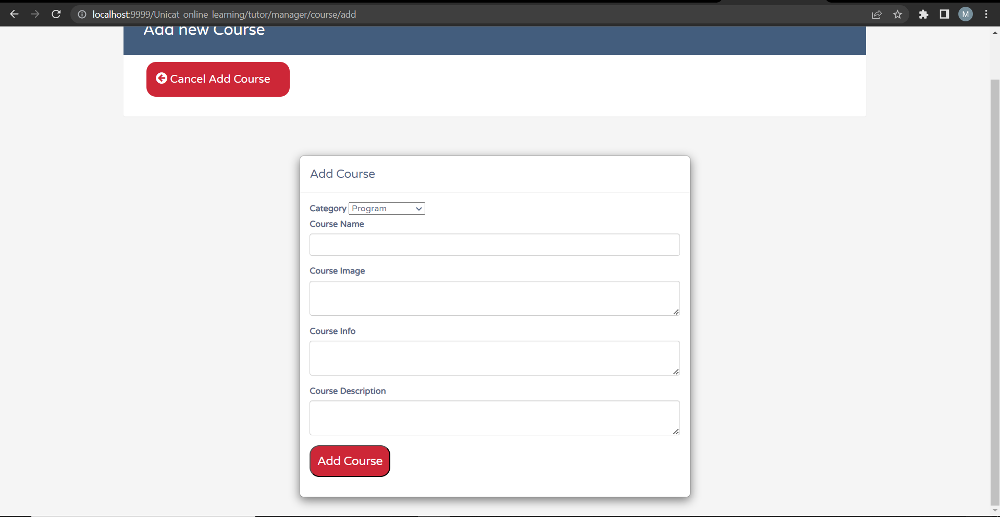 localhost:9999/Unicat_online_learning/tutor/manager/course/add
M
Add new Course
Cancel Add Course
Add Course
Category Program
Course Name
Course Image
Course Info
Course Description
Add Course